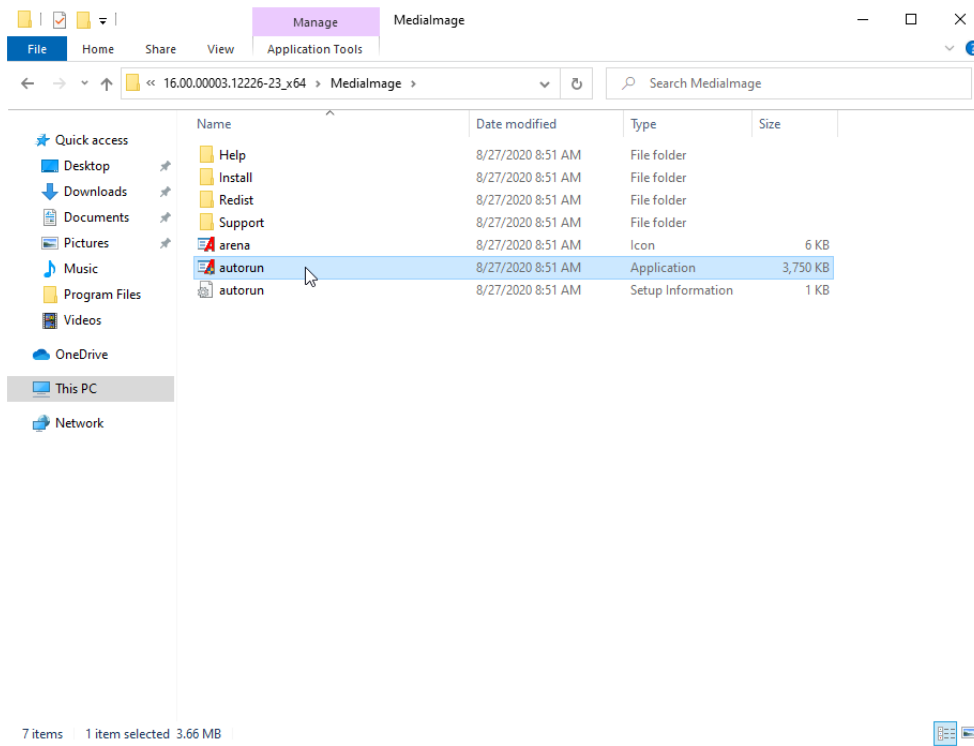 Manage MediaImage
File Home Share View Application Tools
« 16.00.00003.12226-23_x64 › MediaImage › Search MediaImage
Name Date modified Type Size
Quick access
Desktop
Downloads
Documents
Pictures
Music
Program Files
Videos
OneDrive
This PC
Network
Help 8/27/2020 8:51 AM File folder
Install 8/27/2020 8:51 AM File folder
Redist 8/27/2020 8:51 AM File folder
Support 8/27/2020 8:51 AM File folder
arena 8/27/2020 8:51 AM Icon 6 KB
autorun 8/27/2020 8:51 AM Application 3,750 KB
autorun 8/27/2020 8:51 AM Setup Information 1 KB
7 items 1 item selected 3.66 MB